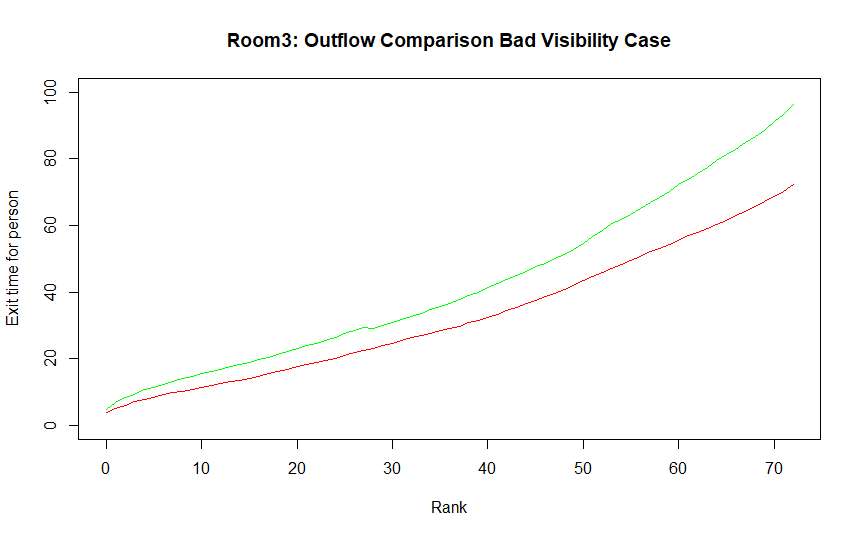 Room3: Outflow Comparison Bad Visibility Case
Exit time for person
100
80
60
40
20
0
0 10 20 30 40 50 60 70
Rank